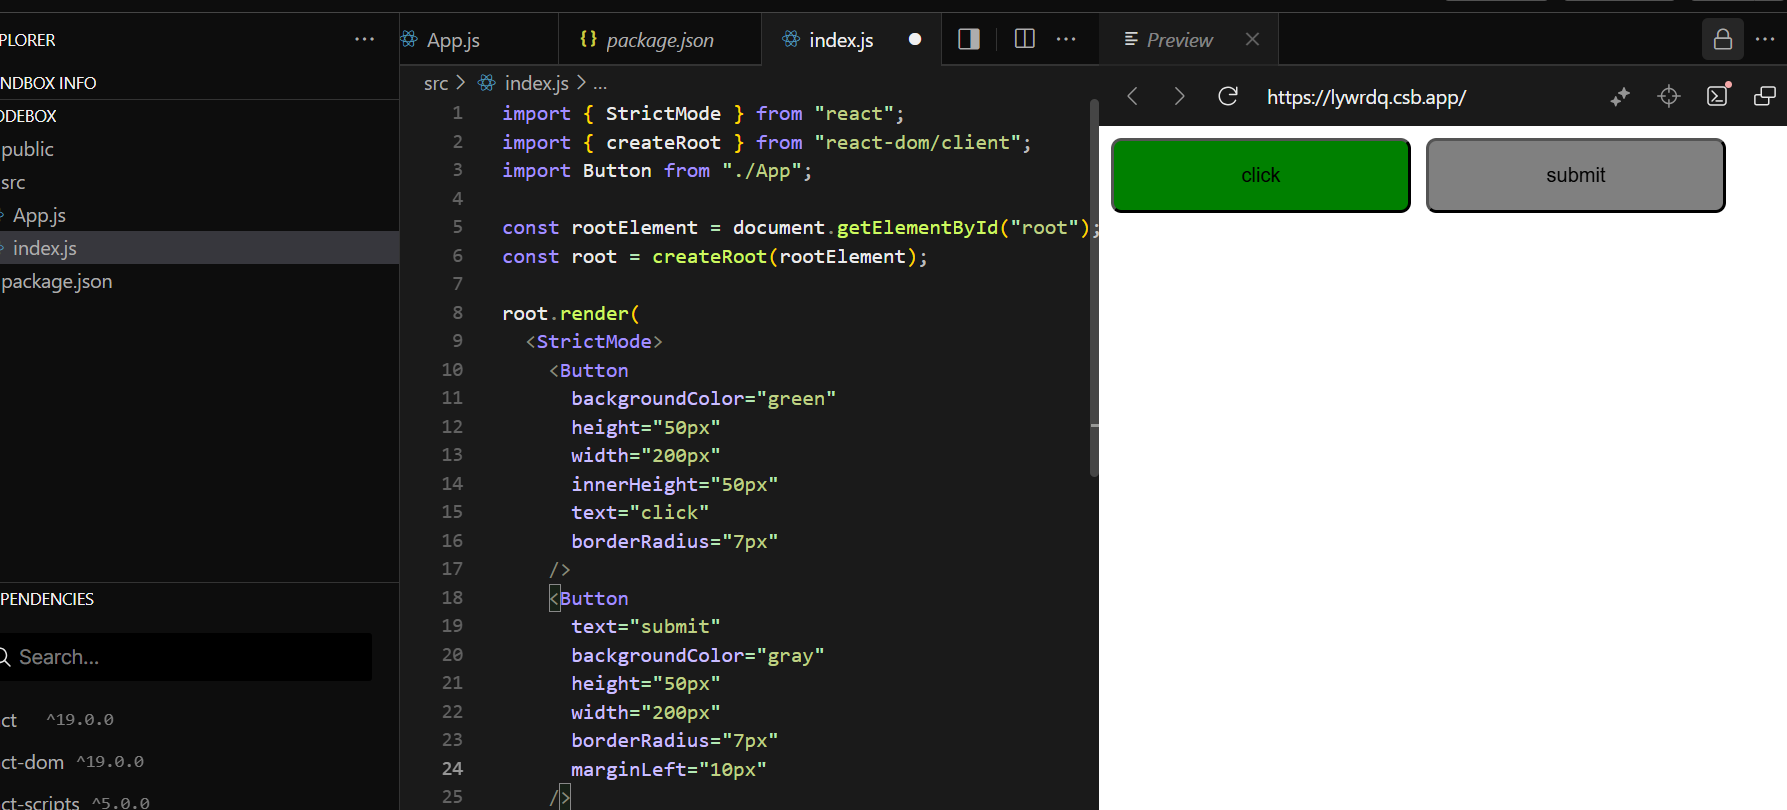 PLORER
···
NDBOX INFO
ODEBOX
public
src
App.js
index.js
package.json
PENDENCIES
Search...
ct ^19.0.0
ct-dom ^19.0.0
ct-scripts ^5.0.0
App.js
{} package.json
index.js
···
src > index.js > ...
1 import { StrictMode } from "react";
2 import { createRoot } from "react-dom/client";
3 import Button from "./App";
4
5 const rootElement = document.getElementById("root");
6 const root = createRoot(rootElement);
7
8 root.render(
9 <StrictMode>
10 <Button
11 backgroundColor="green"
12 height="50px"
13 width="200px"
14 innerHeight="50px"
15 text="click"
16 borderRadius="7px"
17 />
18 <Button
19 text="submit"
20 backgroundColor="gray"
21 height="50px"
22 width="200px"
23 borderRadius="7px"
24 marginLeft="10px"
25 />
Preview
···
https://lywrdq.csb.app/
click
submit